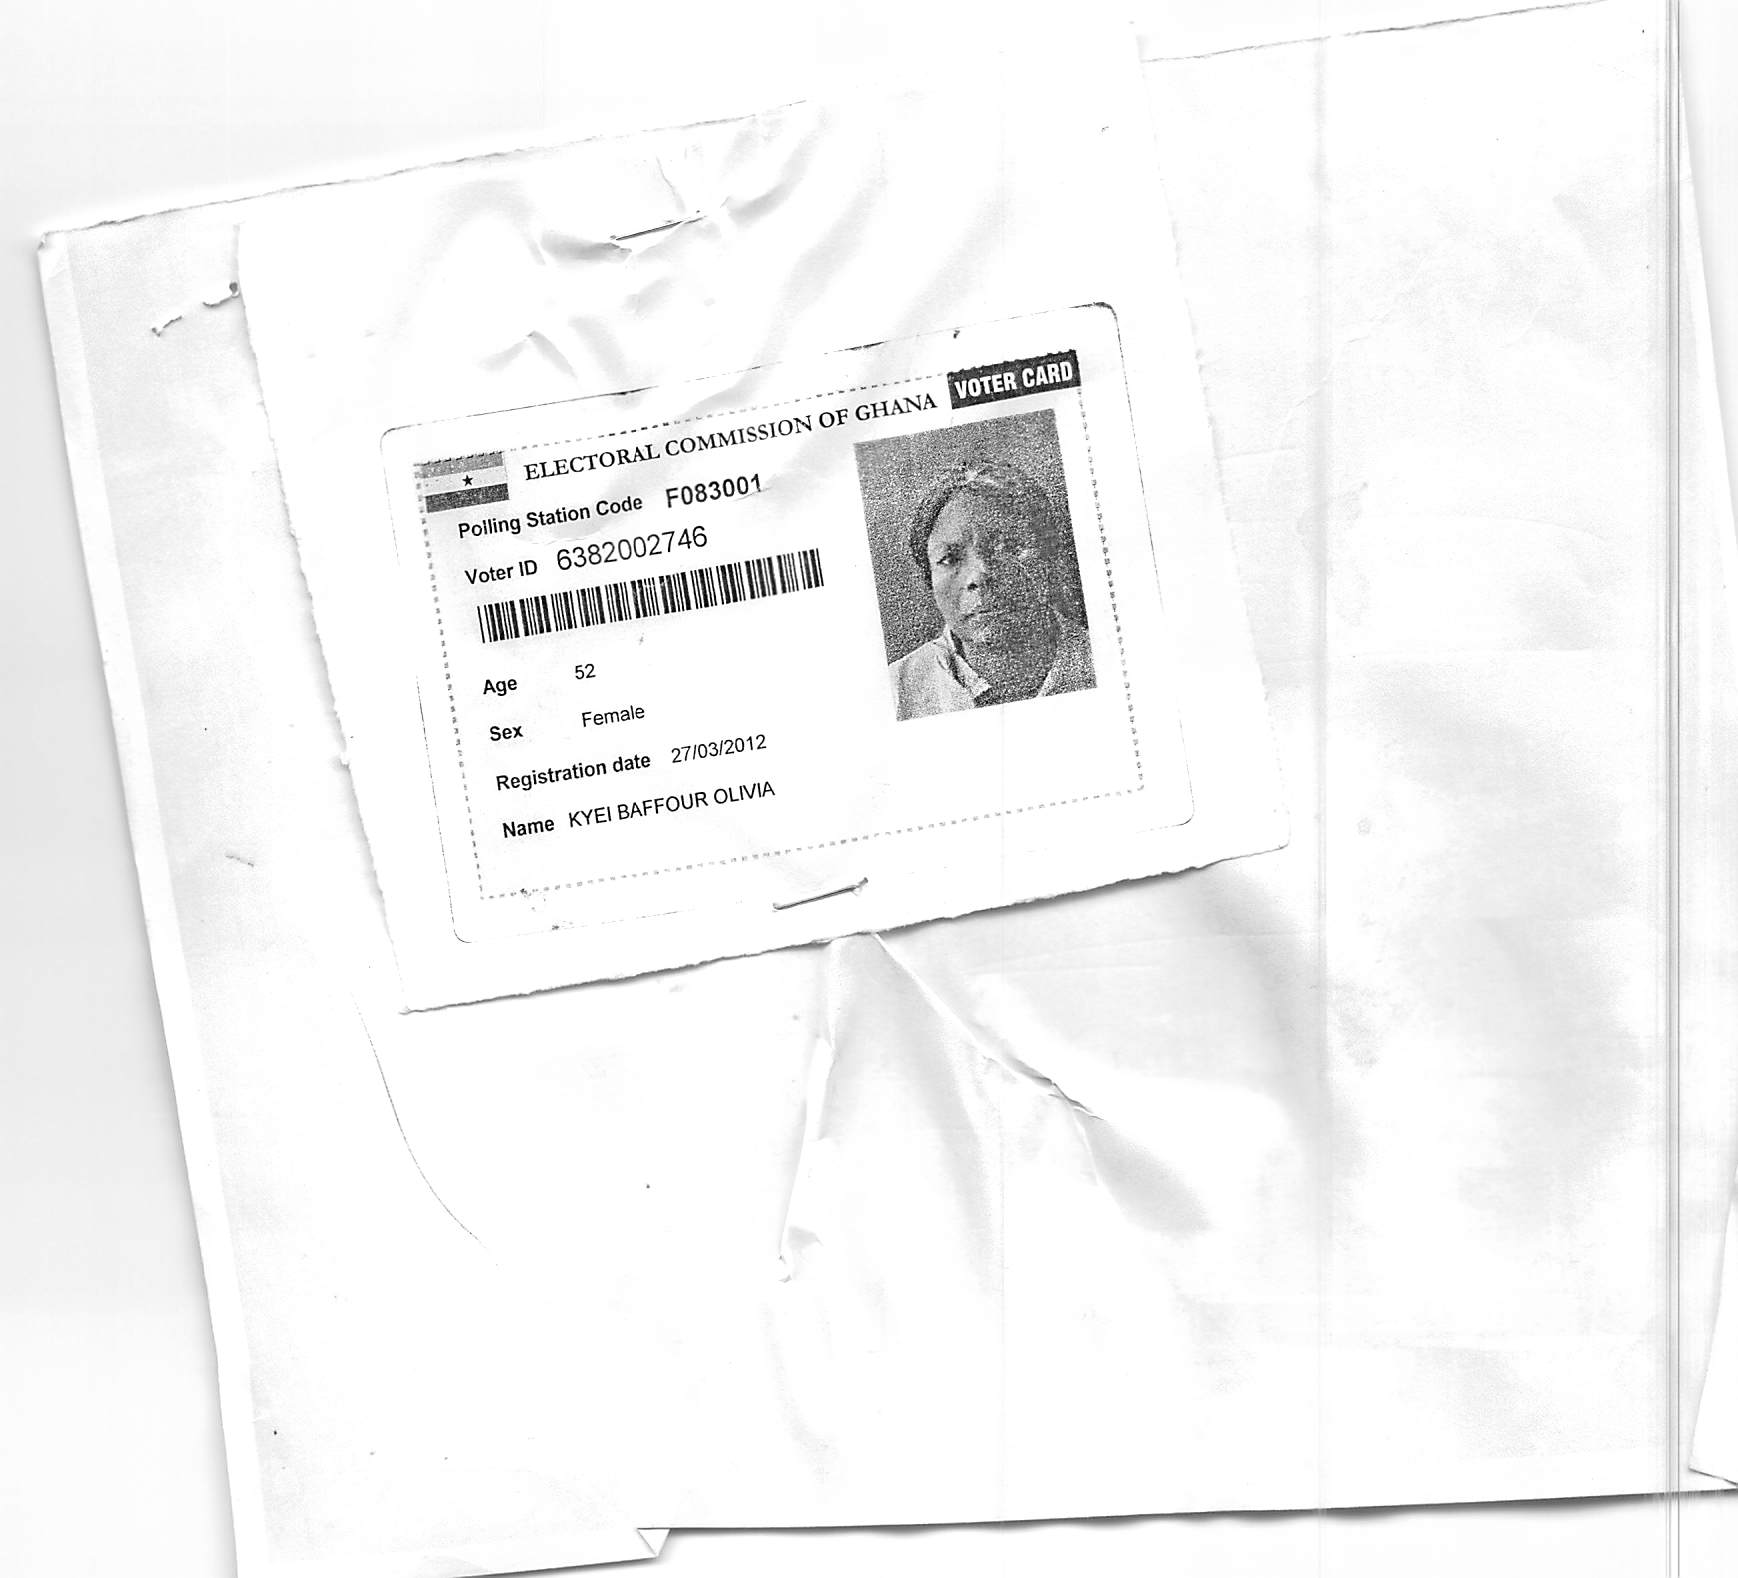 VOTER CARD
ELECTORAL COMMISSION OF GHANA
Polling Station Code F083001
Voter ID 6382002746
Age 52
Sex Female
Registration date 27/03/2012
Name KYEI BAFFOUR OLIVIA